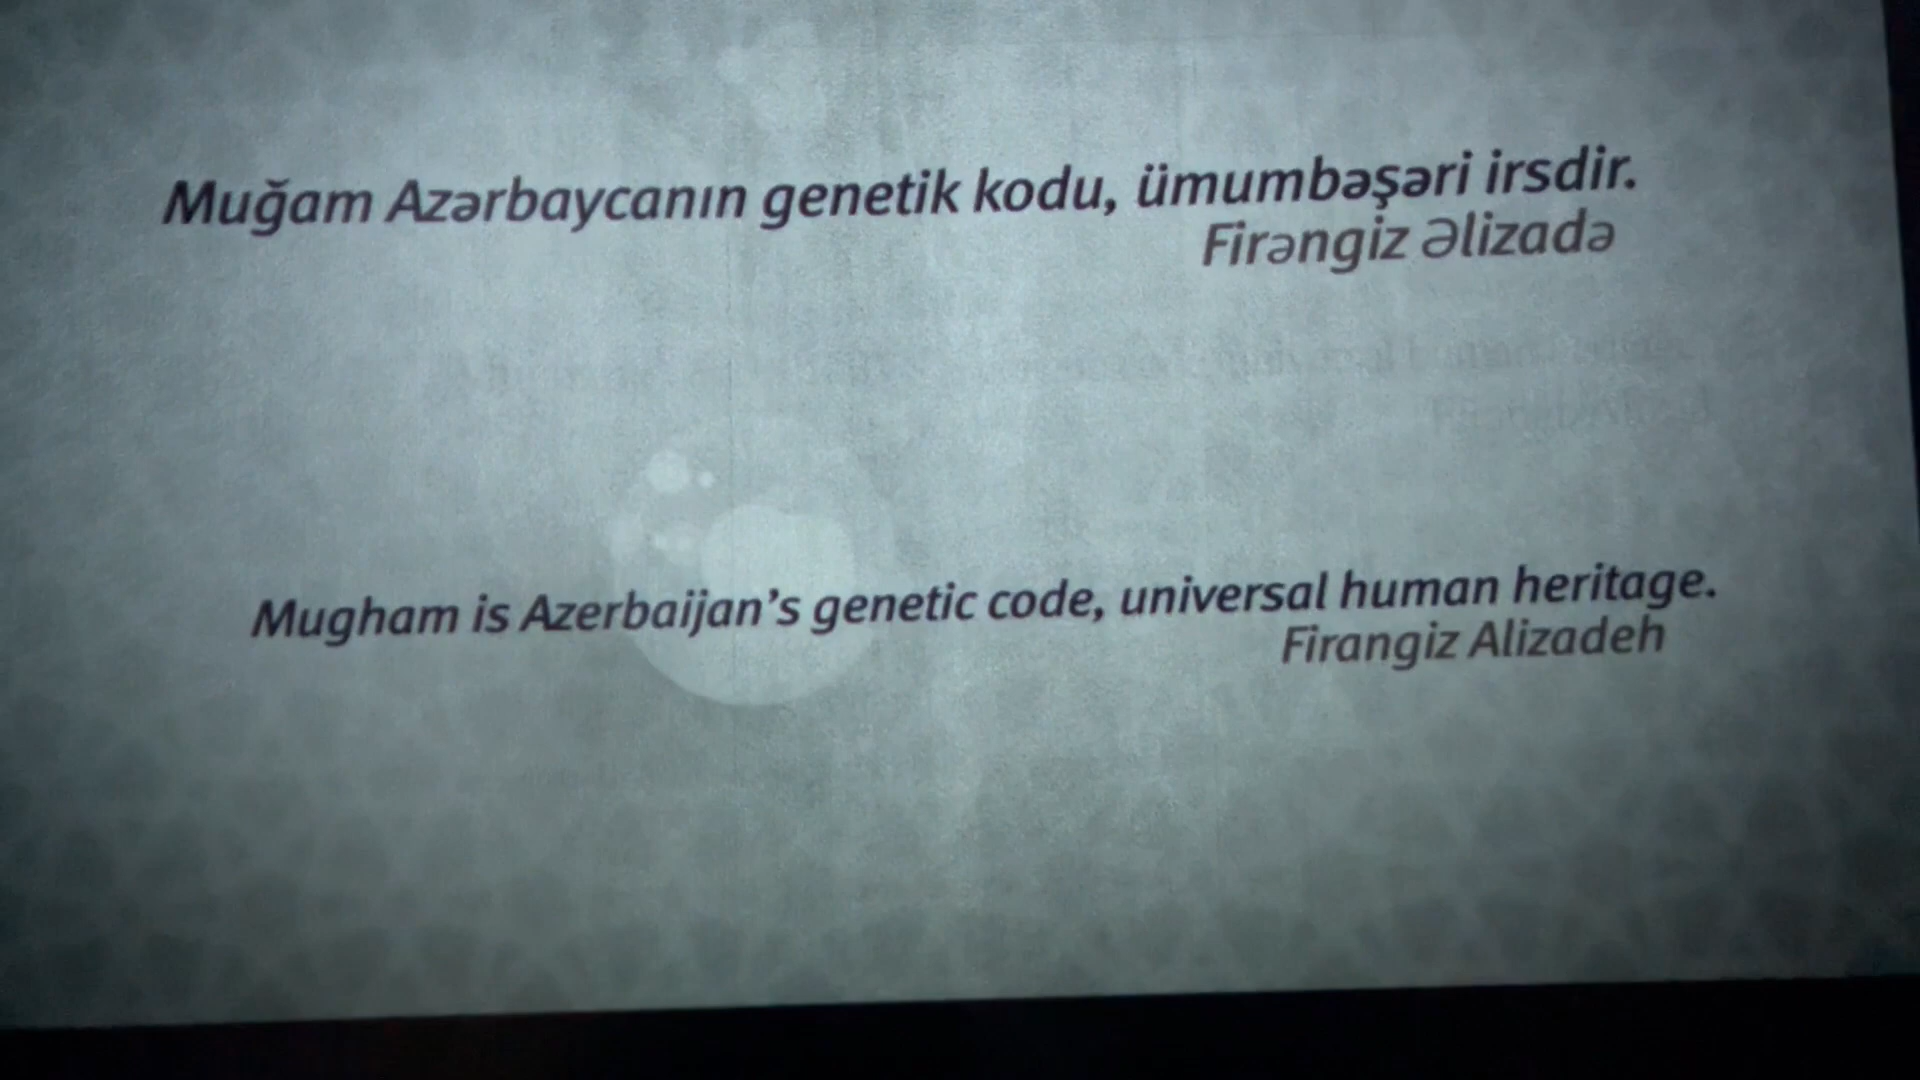 Muğam Azərbaycanın genetik kodu, ümumbəşəri irsdir.
Firəngiz Əlizadə
Mugham is Azerbaijan’s genetic code, universal human heritage.
Firangiz Alizadeh